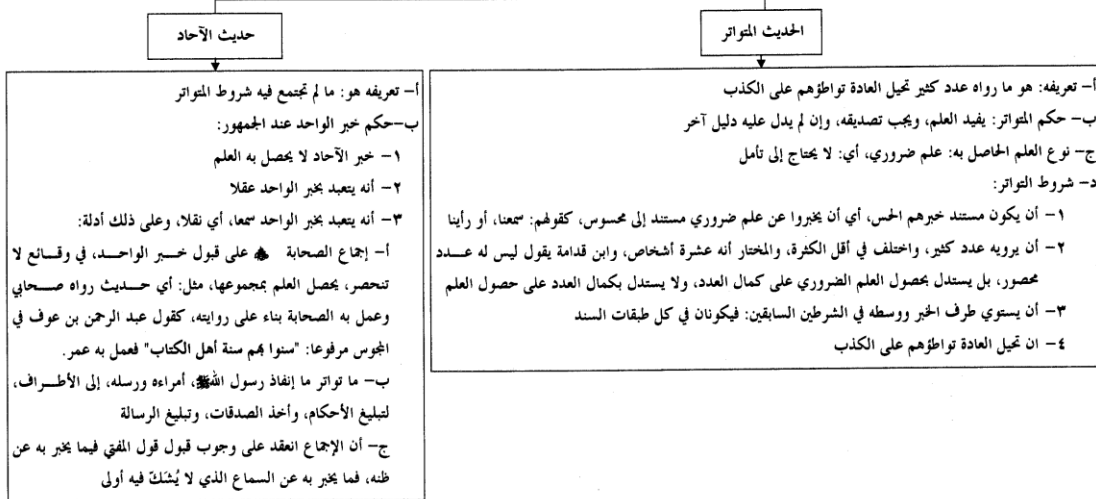 الحديث المتواتر
أ– تعريفه: هو ما رواه عدد كثير تحيل العادة تواطؤهم على الكذب
ب– حكم المتواتر: يفيد العلم، ويجب تصديقه، وإن لم يدل عليه دليل آخر
ج– نوع العلم الحاصل به: علم ضروري، أي: لا يحتاج إلى تأمل
د– شروط التواتر:
١– أن يكون مستند خبرهم الحس، أي أن يخبروا عن علم ضروري مستند إلى محسوس، كقولهم: سمعنا، أو رأينا
٢– أن يرويه عدد كثير، واختلف في أقل الكثرة، والمختار أنه عشرة أشخاص، وابن قدامة يقول ليس له عـــدد
محصور، بل يستدل بحصول العلم الضروري على كمال العدد، ولا يستدل بكمال العدد على حصول العلم
٣– أن يستوي طرف الخبر ووسطه في الشرطين السابقين: فيكونان في كل طبقات السند
٤– ان تحيل العادة تواطؤهم على الكذب
حديث الآحاد
أ– تعريفه هو: ما لم تجتمع فيه شروط المتواتر
ب–حكم خبر الواحد عند الجمهور:
١– خبر الآحاد لا يحصل به العلم
٢– أنه يتعبد بخبر الواحد عقلا
٣– أنه يتعبد بخبر الواحد سمعا، أي نقلا، وعلى ذلك أدلة:
أ– إجماع الصحابة على قبول خـــبر الواحـــد، في وقـــائع لا
تنحصر، يحصل العلم بمجموعها، مثل: أي حـــديث رواه صـــحابي
وعمل به الصحابة بناء على روايته، كقول عبد الرحمن بن عوف في
المجوس مرفوعا: "سنوا بهم سنة أهل الكتاب" فعمل به عمر.
ب– ما تواتر ما إنفاذ رسول الله ﷺ، أمراءه ورسله، إلى الأطـــراف،
لتبليغ الأحكام، وأخذ الصدقات، وتبليغ الرسالة
ج– أن الإجماع انعقد على وجوب قبول قول المفتي فيما يخبر به عن
ظنه، فما يخبر به عن السماع الذي لا يُشَكّ فيه أولى